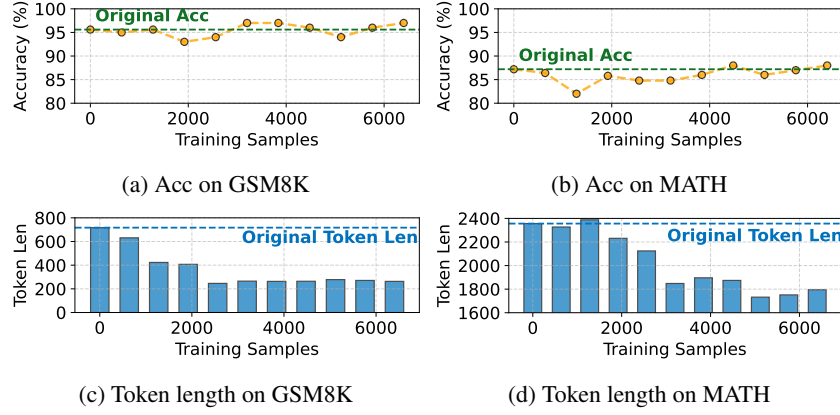 Accuracy (%)
100
95
90
85
80
Original Acc
0
2000
4000
6000
Training Samples
(a) Acc on GSM8K
Accuracy (%)
100
95
90
85
80
Original Acc
0
2000
4000
6000
Training Samples
(b) Acc on MATH
Token Len
800
600
400
200
0
Original Token Len
0
2000
4000
6000
Training Samples
(c) Token length on GSM8K
Token Len
2400
2200
2000
1800
1600
Original Token Len
0
2000
4000
6000
Training Samples
(d) Token length on MATH